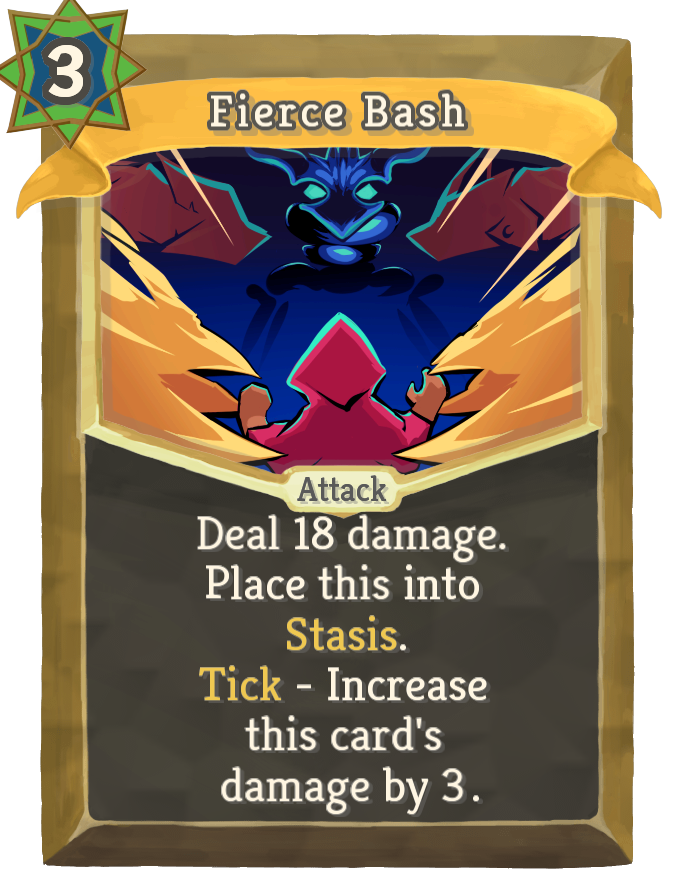 3
Fierce Bash
Attack
Deal 18 damage.
Place this into
Stasis.
Tick - Increase
this card's
damage by 3.